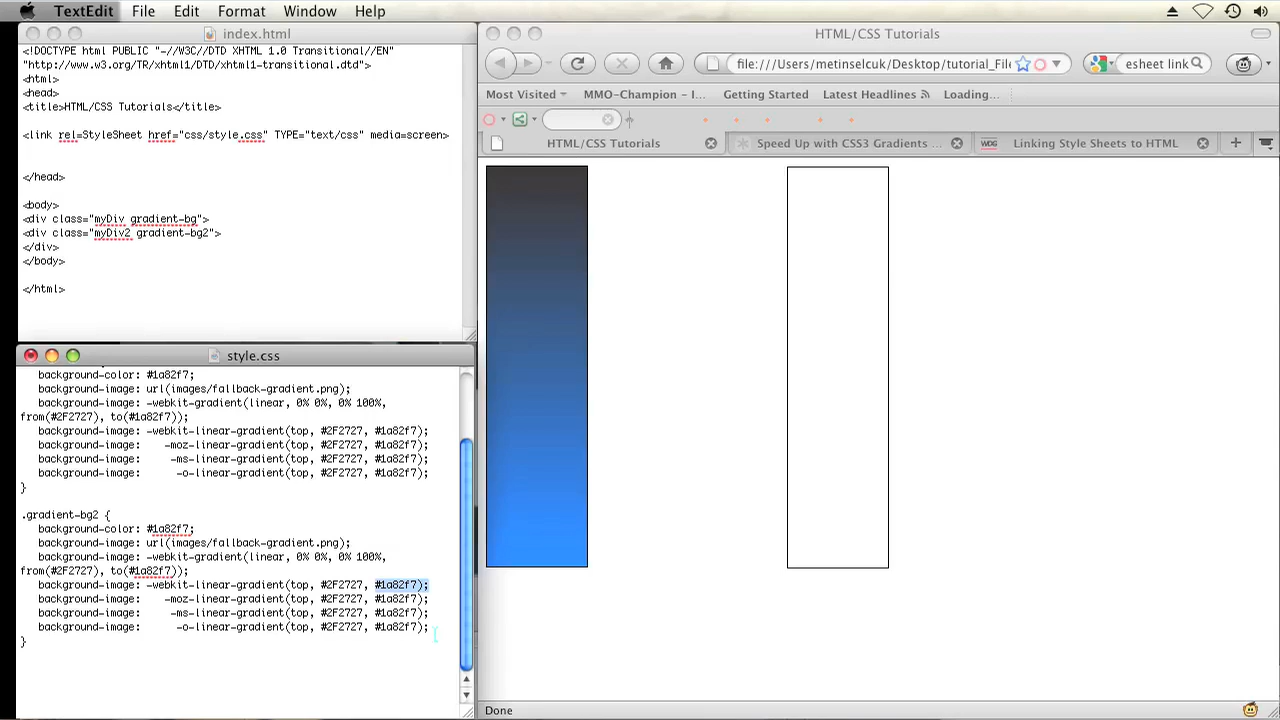 TextEdit File Edit Format Window Help
index.html
<!DOCTYPE html PUBLIC "-//W3C//DTD XHTML 1.0 Transitional//EN"
"http://www.w3.org/TR/xhtml1/DTD/xhtml1-transitional.dtd">
<html>
<head>
<title>HTML/CSS Tutorials</title>
<link rel=StyleSheet href="css/style.css" TYPE="text/css" media=screen>
</head>
<body>
<div class="myDiv gradient-bg">
<div class="myDiv2 gradient-bg2">
</div>
</body>
</html>
style.css
background-color: #1a82f7;
background-image: url(images/fallback-gradient.png);
background-image: -webkit-gradient(linear, 0% 0%, 0% 100%,
from(#2F2727), to(#1a82f7));
background-image: -webkit-linear-gradient(top, #2F2727, #1a82f7);
background-image: -moz-linear-gradient(top, #2F2727, #1a82f7);
background-image: -ms-linear-gradient(top, #2F2727, #1a82f7);
background-image: -o-linear-gradient(top, #2F2727, #1a82f7);
}
.gradient-bg2 {
background-color: #1a82f7;
background-image: url(images/fallback-gradient.png);
background-image: -webkit-gradient(linear, 0% 0%, 0% 100%,
from(#2F2727), to(#1a82f7));
background-image: -webkit-linear-gradient(top, #2F2727, #1a82f7);
background-image: -moz-linear-gradient(top, #2F2727, #1a82f7);
background-image: -ms-linear-gradient(top, #2F2727, #1a82f7);
background-image: -o-linear-gradient(top, #2F2727, #1a82f7);
}
HTML/CSS Tutorials
file:///Users/metinselcuk/Desktop/tutorial_File esheet link
Most Visited MMO-Champion - I... Getting Started Latest Headlines Loading...
HTML/CSS Tutorials Speed Up with CSS3 Gradients ... WDG Linking Style Sheets to HTML
Done